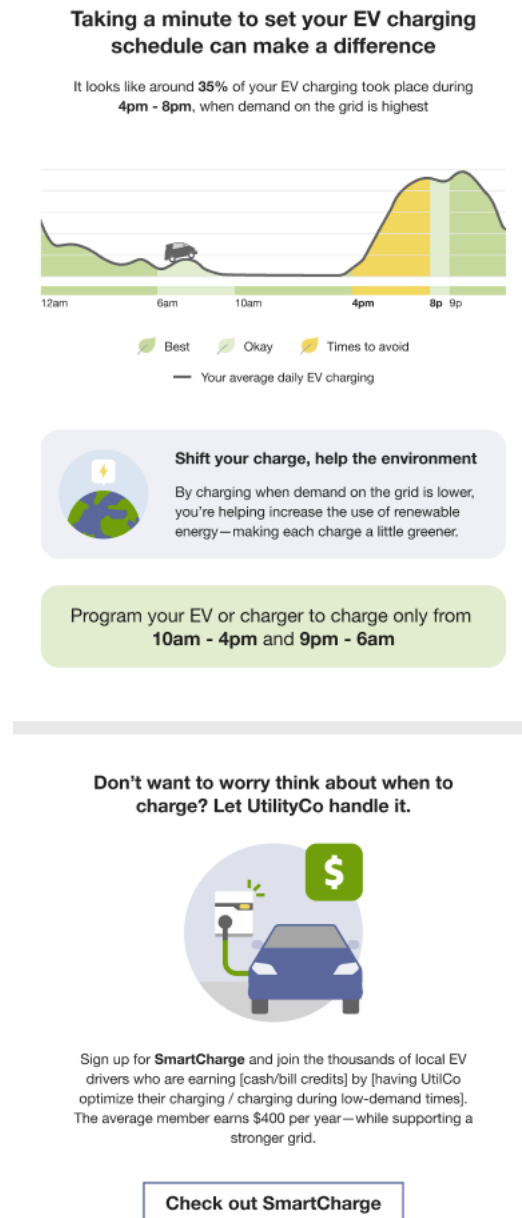 Taking a minute to set your EV charging
schedule can make a difference
It looks like around 35% of your EV charging took place during
4pm - 8pm, when demand on the grid is highest
12am 6am 10am 4pm 8p 9p
Best Okay Times to avoid
Your average daily EV charging
Shift your charge, help the environment
By charging when demand on the grid is lower,
you're helping increase the use of renewable
energy—making each charge a little greener.
Program your EV or charger to charge only from
10am - 4pm and 9pm - 6am
Don't want to worry think about when to
charge? Let UtilityCo handle it.
$
Sign up for SmartCharge and join the thousands of local EV
drivers who are earning [cash/bill credits] by [having UtilCo
optimize their charging / charging during low-demand times].
The average member earns $400 per year—while supporting a
stronger grid.
Check out SmartCharge